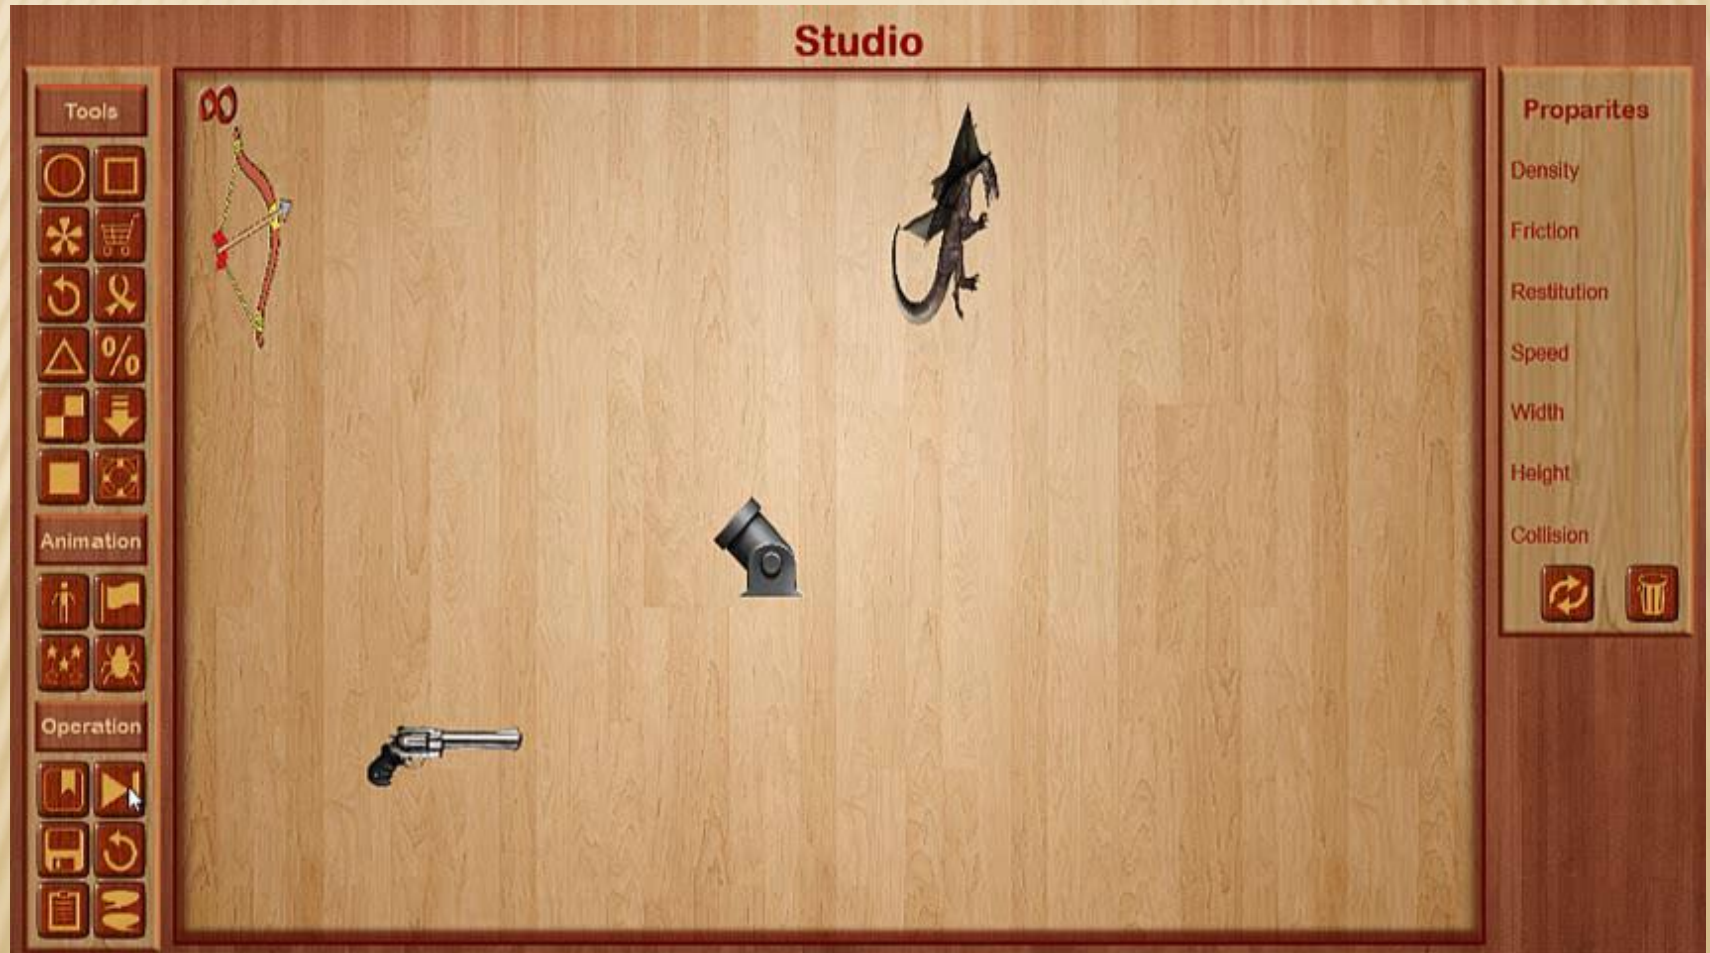 Studio
Tools
%
Animation
Operation
∞
Proparites
Density
Friction
Restitution
Speed
Width
Height
Collision